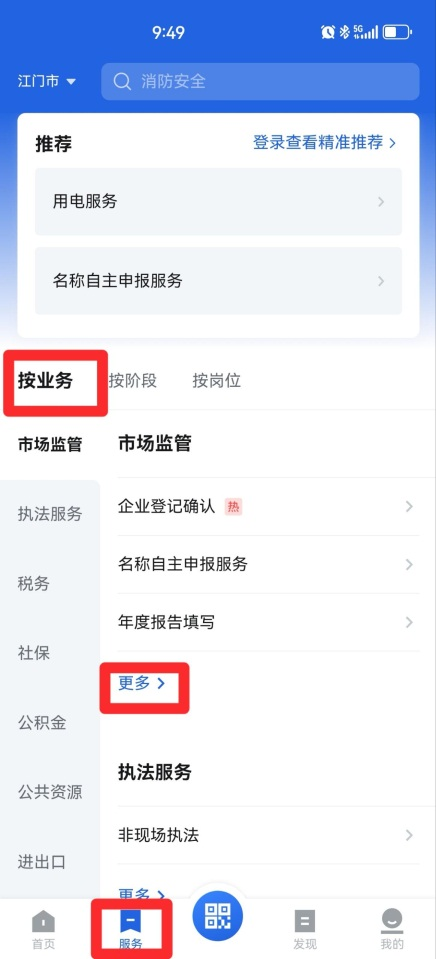 9:49
5G
江门市
消防安全
推荐
登录查看精准推荐
用电服务
名称自主申报服务
按业务
按阶段
按岗位
市场监管
市场监管
企业登记确认 热
执法服务
名称自主申报服务
税务
年度报告填写
社保
更多
公积金
执法服务
公共资源
非现场执法
进出口
更多
首页
服务
发现
我的